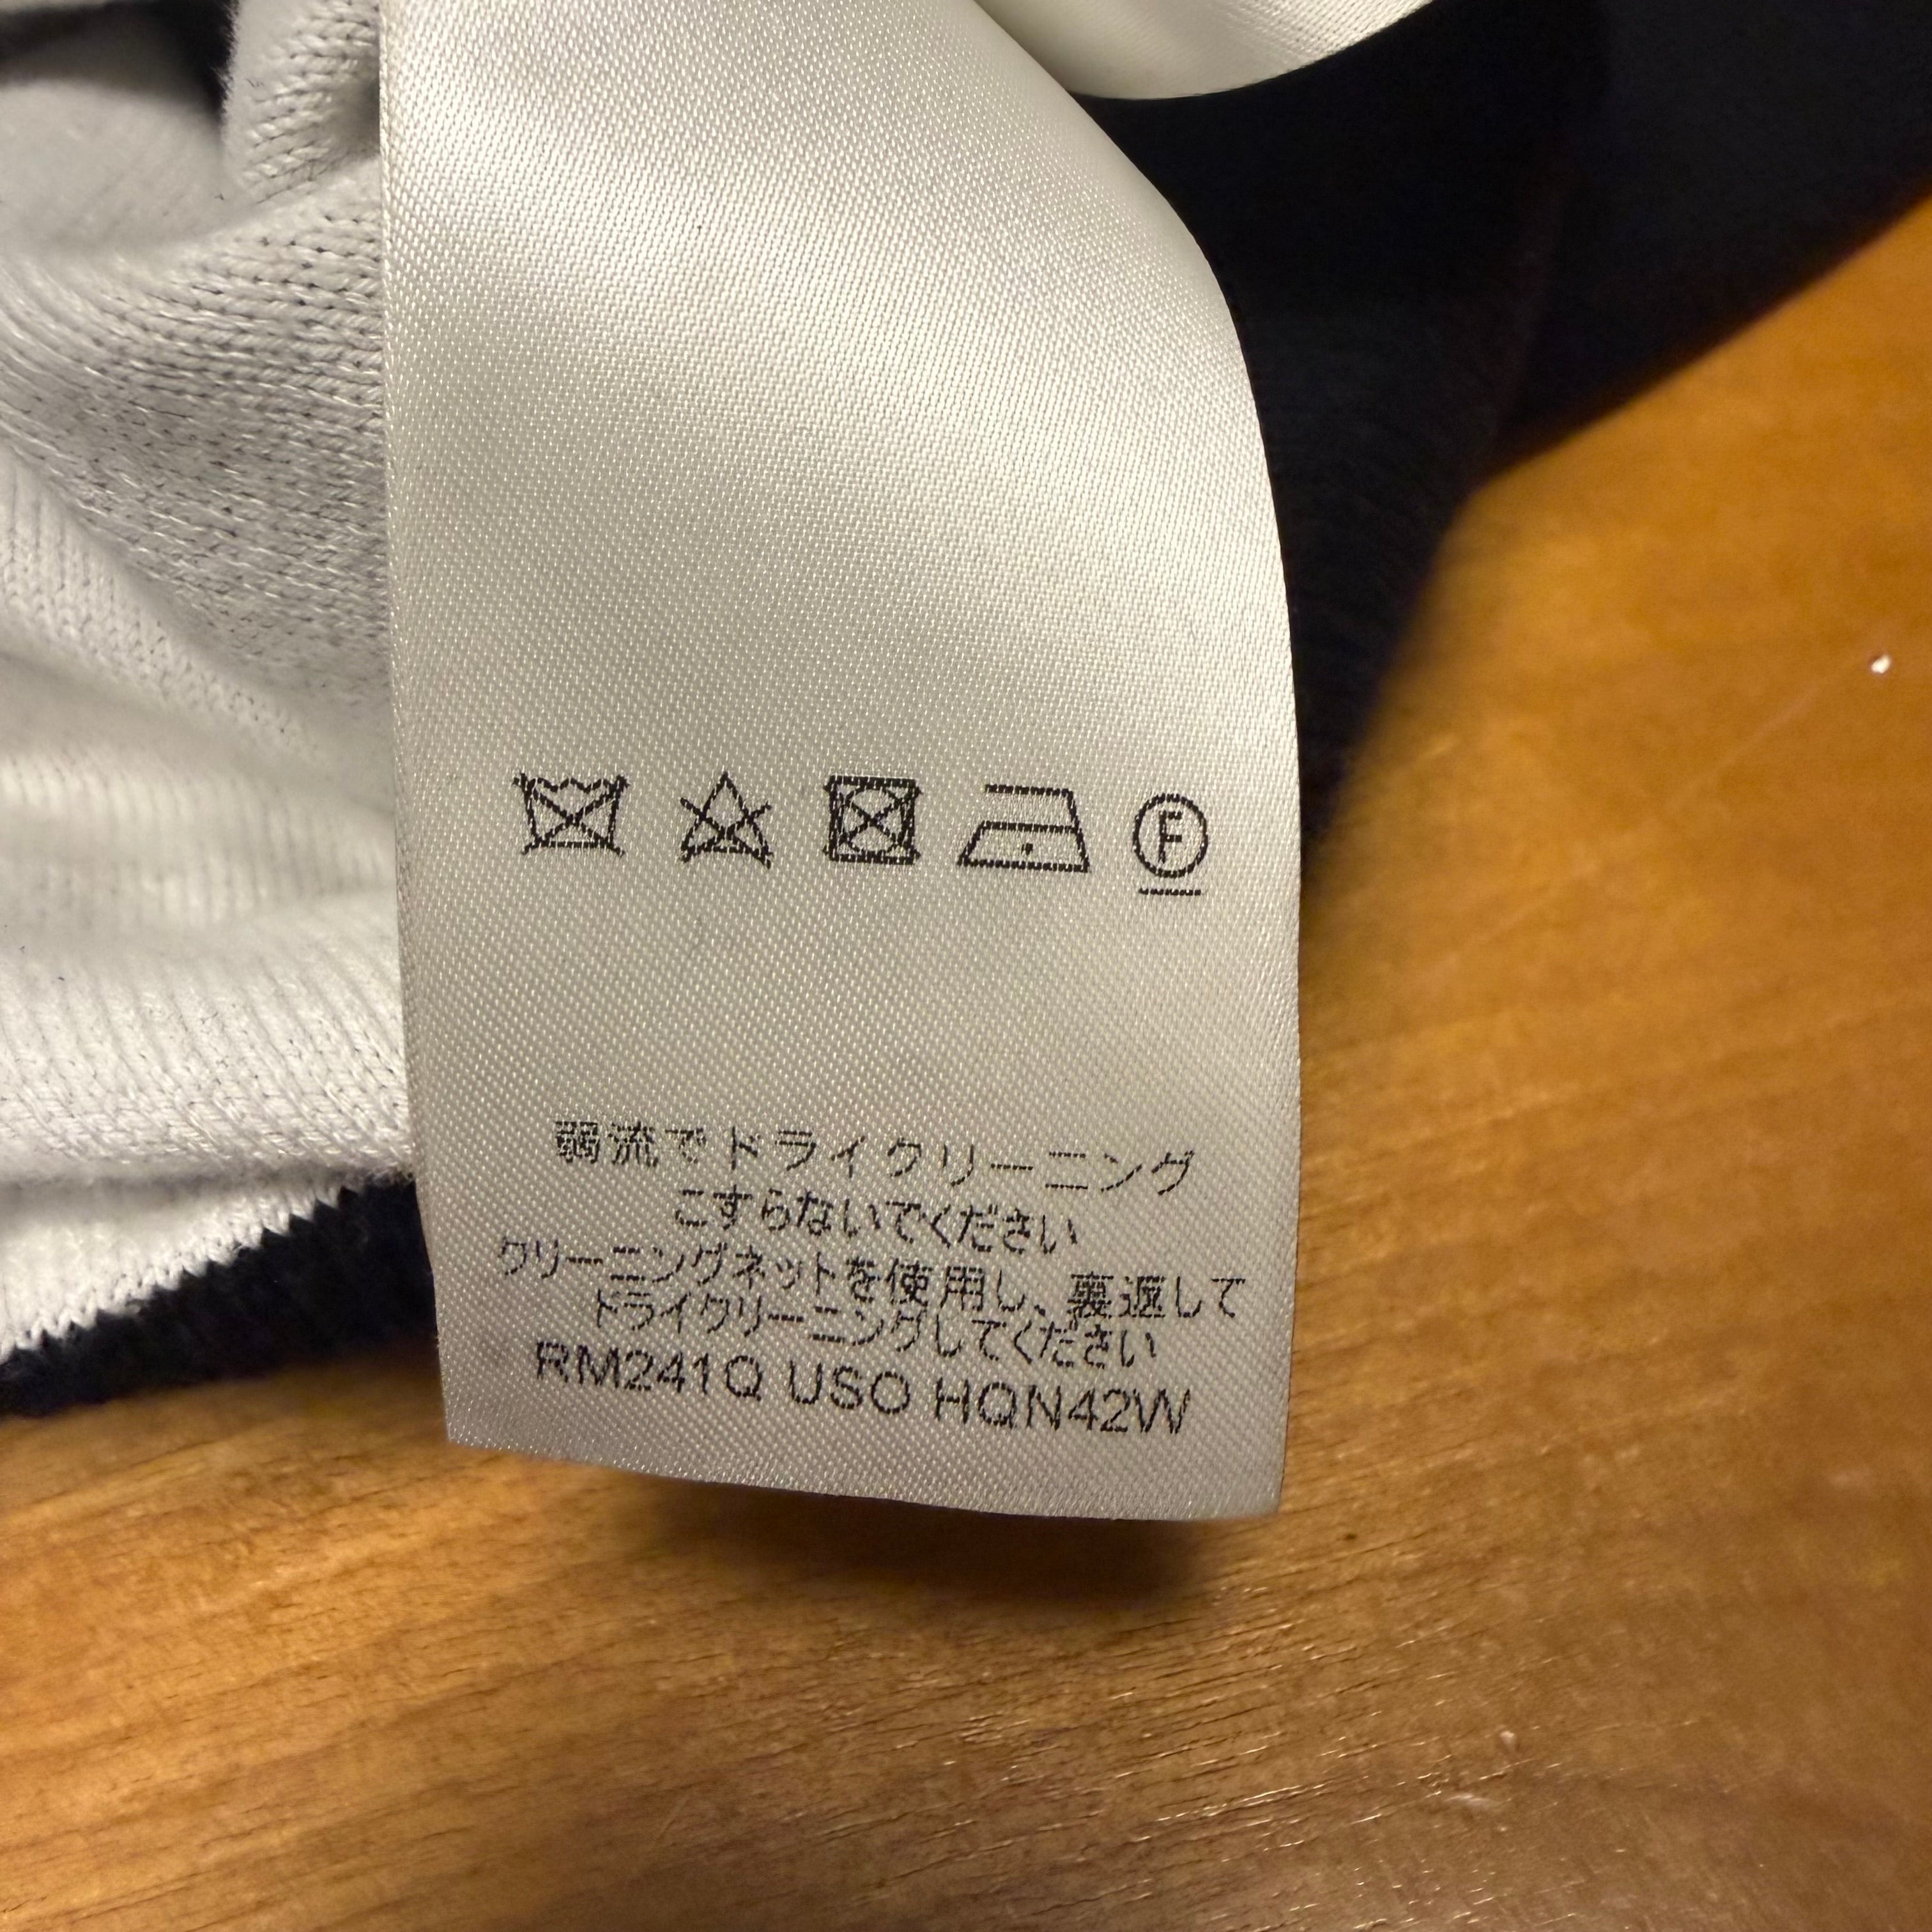 F
弱流でドライクリーニング
こすらないでください
クリーニングネットを使用し、裏返して
ドライクリーニングしてください
RM241Q USO HQN42W